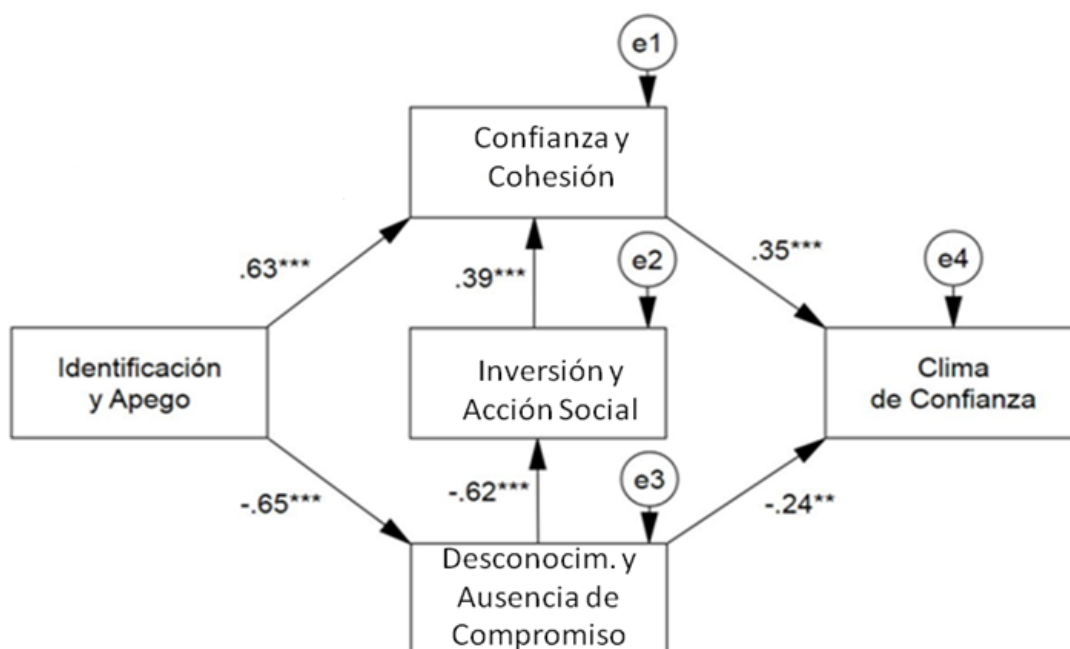 e1
Confianza y
Cohesión
.63***
.39***
e2
.35***
e4
Identificación
y Apego
Inversión y
Acción Social
Clima
de Confianza
-.65***
-.62***
e3
-.24**
Desconocim. y
Ausencia de
Compromiso